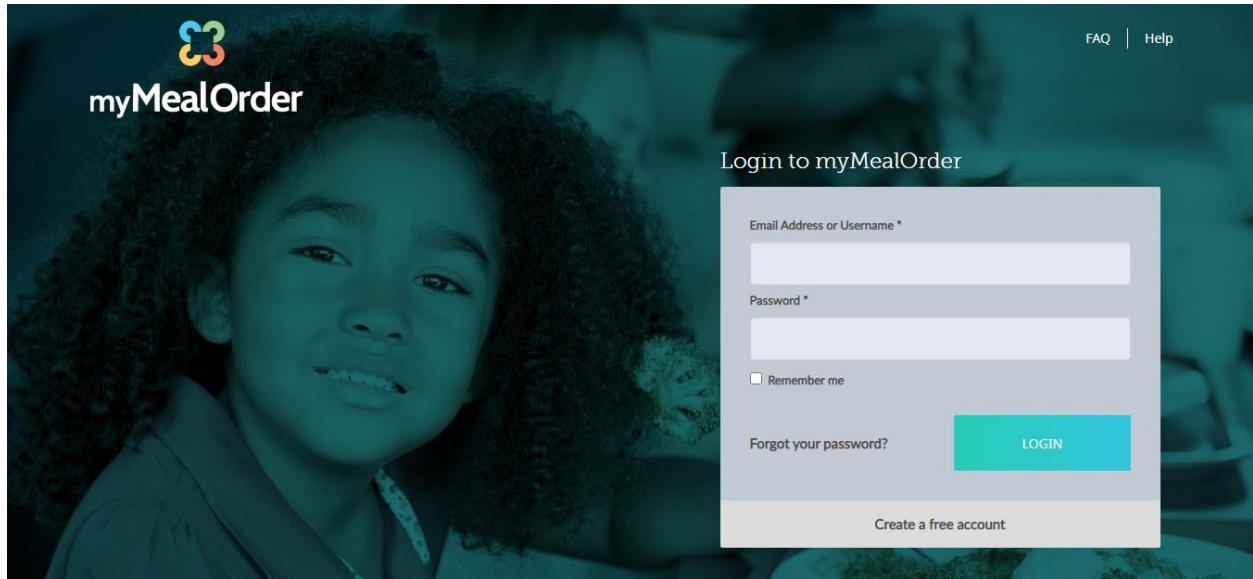 myMealOrder
FAQ | Help
Login to myMealOrder
Email Address or Username *
Password *
Remember me
Forgot your password?
LOGIN
Create a free account